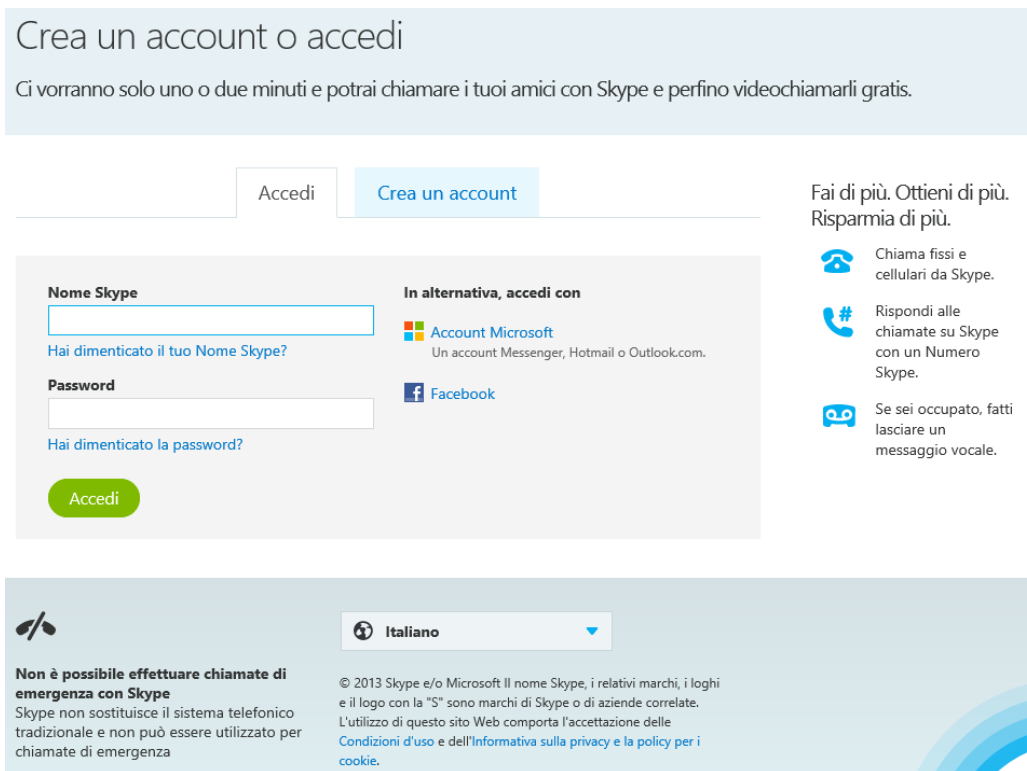 Crea un account o accedi
Ci vorranno solo uno o due minuti e potrai chiamare i tuoi amici con Skype e perfino videochiamarli gratis.
Accedi
Crea un account
Nome Skype
Hai dimenticato il tuo Nome Skype?
Password
Hai dimenticato la password?
Accedi
In alternativa, accedi con
Account Microsoft
Un account Messenger, Hotmail o Outlook.com.
Facebook
Fai di più. Ottieni di più.
Risparmia di più.
Chiama fissi e
cellulari da Skype.
Rispondi alle
chiamate su Skype
con un Numero
Skype.
Se sei occupato, fatti
lasciare un
messaggio vocale.
Non è possibile effettuare chiamate di
emergenza con Skype
Skype non sostituisce il sistema telefonico
tradizionale e non può essere utilizzato per
chiamate di emergenza
Italiano
© 2013 Skype e/o Microsoft Il nome Skype, i relativi marchi, i loghi
e il logo con la "S" sono marchi di Skype o di aziende correlate.
L'utilizzo di questo sito Web comporta l'accettazione delle
Condizioni d'uso e dell'Informativa sulla privacy e la policy per i
cookie.